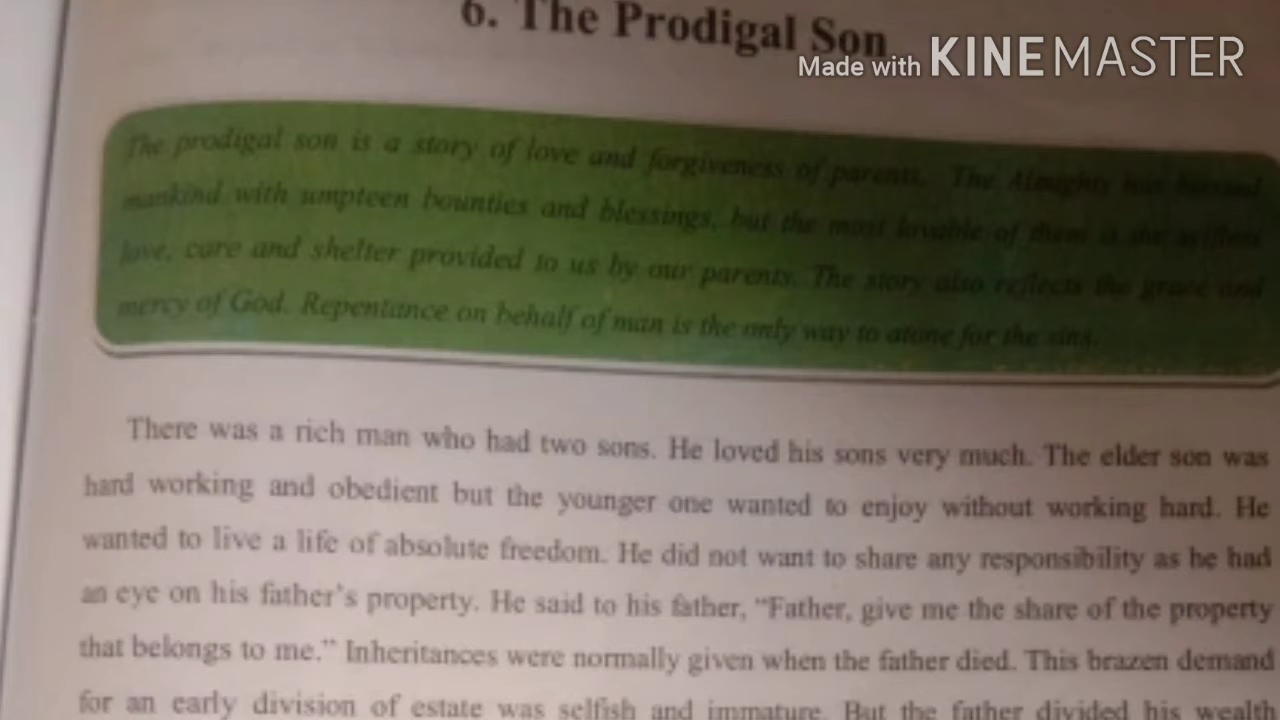 6. The Prodigal Son
Made with KINEMASTER
The prodigal son is a story of love and forgiveness of parents. The Almighty has blessed
mankind with umpteen bounties and blessings, but the most lovable of them is the selfless
love, care and shelter provided to us by our parents. The story also reflects the grace and
mercy of God. Repentance on behalf of man is the only way to atone for the sins.
There was a rich man who had two sons. He loved his sons very much. The elder son was
hard working and obedient but the younger one wanted to enjoy without working hard. He
wanted to live a life of absolute freedom. He did not want to share any responsibility as he had
an eye on his father's property. He said to his father, "Father, give me the share of the property
that belongs to me." Inheritances were normally given when the father died. This brazen demand
for an early division of estate was selfish and immature. But the father divided his wealth